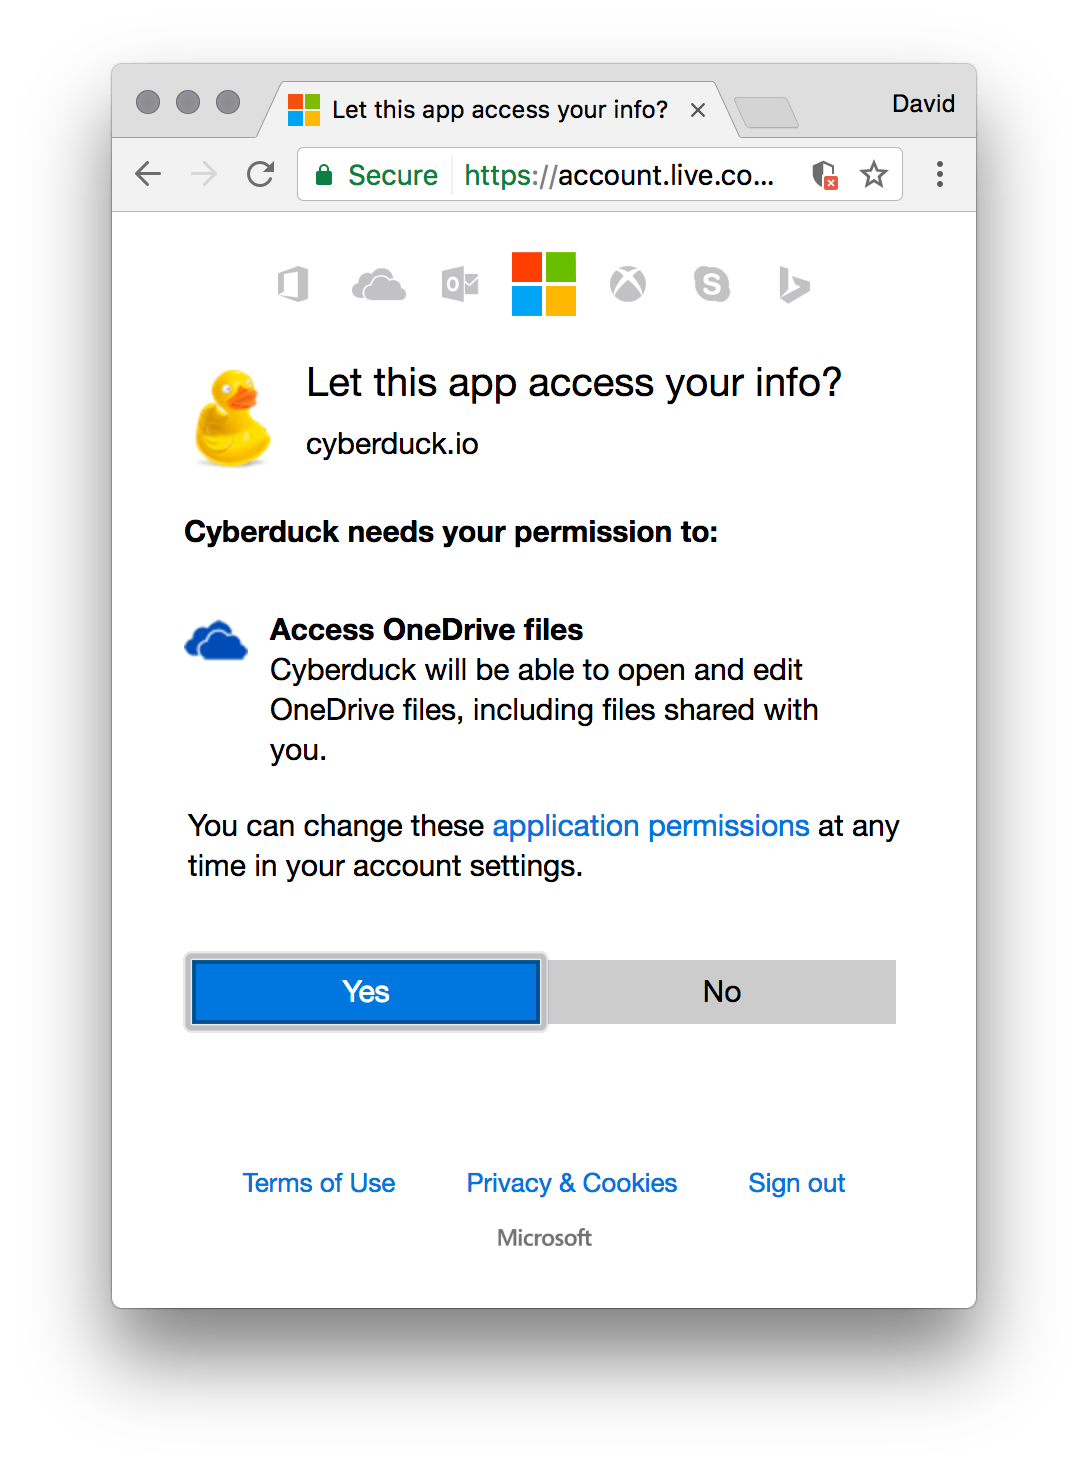 Let this app access your info?
David
Secure https://account.live.co...
Let this app access your info?
cyberduck.io
Cyberduck needs your permission to:
Access OneDrive files
Cyberduck will be able to open and edit
OneDrive files, including files shared with
you.
You can change these application permissions at any
time in your account settings.
Yes No
Terms of Use Privacy & Cookies Sign out
Microsoft